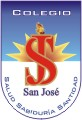 COLEGIO
San José
SALUD SABIDURÍA SANTIDAD